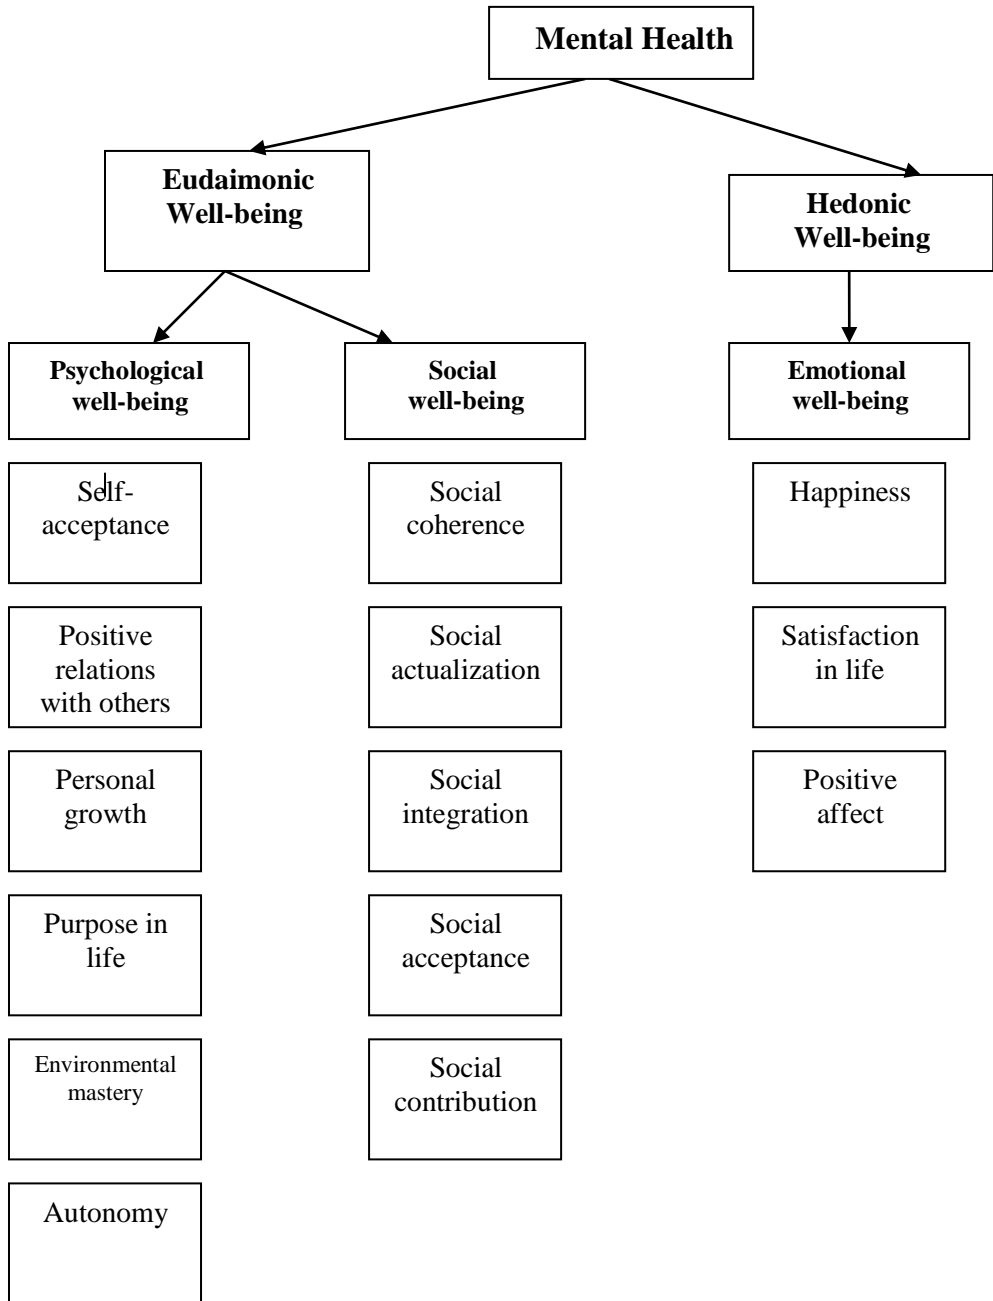 Mental Health
Eudaimonic
Well-being
Hedonic
Well-being
Psychological
well-being
Social
well-being
Emotional
well-being
Self-
acceptance
Social
coherence
Happiness
Positive
relations
with others
Social
actualization
Satisfaction
in life
Personal
growth
Social
integration
Positive
affect
Purpose in
life
Social
acceptance
Environmental
mastery
Social
contribution
Autonomy